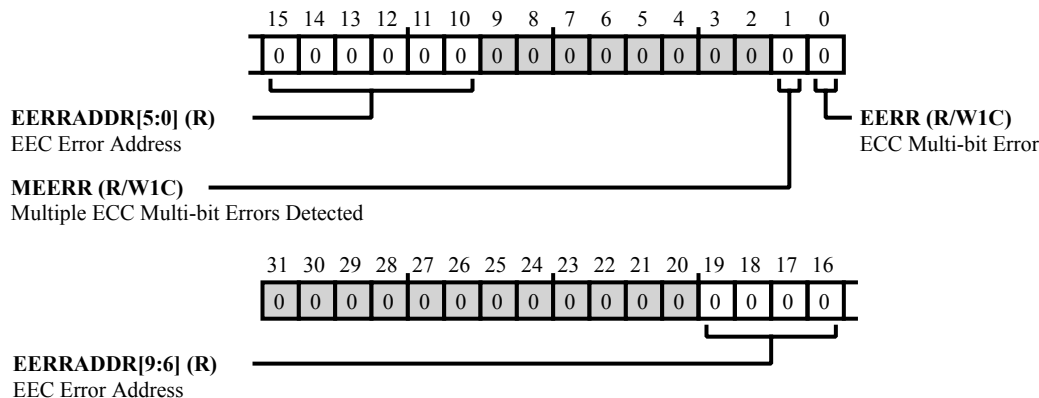 15 14 13 12 11 10 9 8 7 6 5 4 3 2 1 0
0 0 0 0 0 0 0 0 0 0 0 0 0 0 0 0
EERRADDR[5:0] (R)
EEC Error Address
EERR (R/W1C)
ECC Multi-bit Error
MEERR (R/W1C)
Multiple ECC Multi-bit Errors Detected
31 30 29 28 27 26 25 24 23 22 21 20 19 18 17 16
0 0 0 0 0 0 0 0 0 0 0 0 0 0 0 0
EERRADDR[9:6] (R)
EEC Error Address